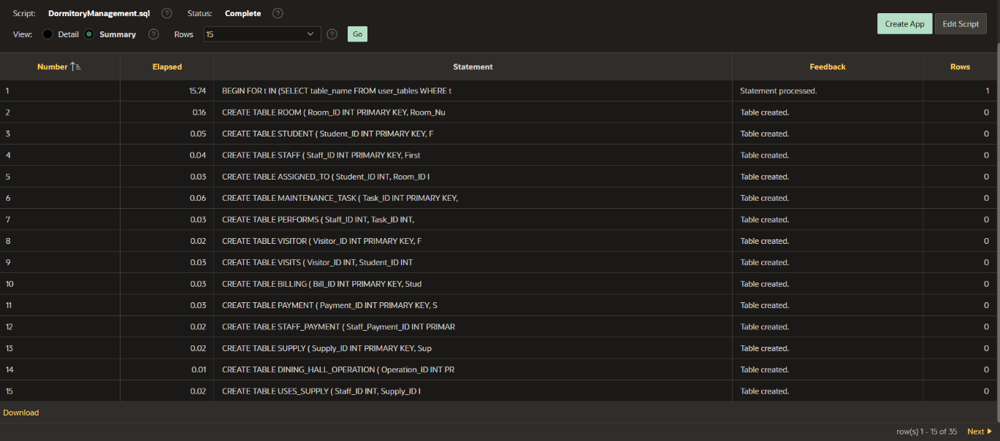 Script: DormitoryManagement.sql ? Status: Complete ?
View: Detail Summary ? Rows 15 ? Go Create App Edit Script
Number Elapsed Statement Feedback Rows
1 15.74 BEGIN FOR t IN (SELECT table_name FROM user_tables WHERE t Statement processed. 1
2 0.16 CREATE TABLE ROOM ( Room_ID INT PRIMARY KEY, Room_Nu Table created. 0
3 0.05 CREATE TABLE STUDENT ( Student_ID INT PRIMARY KEY, F Table created. 0
4 0.04 CREATE TABLE STAFF ( Staff_ID INT PRIMARY KEY, First Table created. 0
5 0.03 CREATE TABLE ASSIGNED_TO ( Student_ID INT, Room_ID I Table created. 0
6 0.06 CREATE TABLE MAINTENANCE_TASK ( Task_ID INT PRIMARY KEY, Table created. 0
7 0.03 CREATE TABLE PERFORMS ( Staff_ID INT, Task_ID INT, Table created. 0
8 0.02 CREATE TABLE VISITOR ( Visitor_ID INT PRIMARY KEY, F Table created. 0
9 0.03 CREATE TABLE VISITS ( Visitor_ID INT, Student_ID INT Table created. 0
10 0.03 CREATE TABLE BILLING ( Bill_ID INT PRIMARY KEY, Stud Table created. 0
11 0.03 CREATE TABLE PAYMENT ( Payment_ID INT PRIMARY KEY, S Table created. 0
12 0.02 CREATE TABLE STAFF_PAYMENT ( Staff_Payment_ID INT PRIMAR Table created. 0
13 0.02 CREATE TABLE SUPPLY ( Supply_ID INT PRIMARY KEY, Sup Table created. 0
14 0.01 CREATE TABLE DINING_HALL_OPERATION ( Operation_ID INT PR Table created. 0
15 0.02 CREATE TABLE USES_SUPPLY ( Staff_ID INT, Supply_ID I Table created. 0
Download
row(s) 1 - 15 of 35 Next